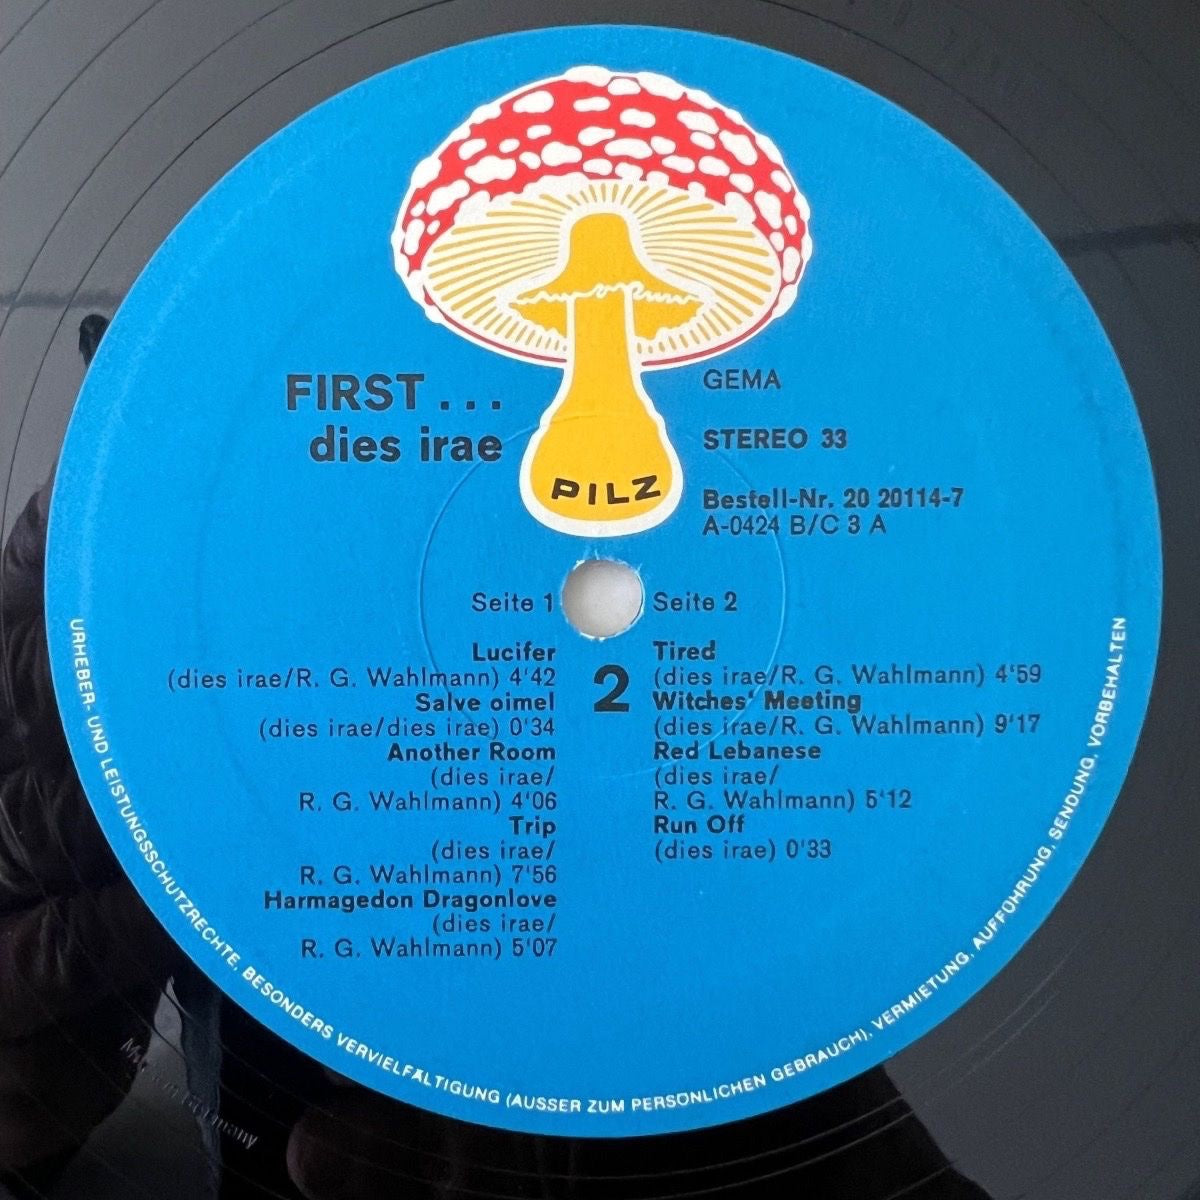 FIRST...
dies irae
PILZ
GEMA
STEREO 33
Bestell-Nr. 20 20114-7
A-0424 B/C 3 A
Seite 1
Lucifer
(dies irae/R. G. Wahlmann) 4'42
Salve oimel
(dies irae/dies irae) 0'34
Another Room
(dies irae/
R. G. Wahlmann) 4'06
Trip
(dies irae/
R. G. Wahlmann) 7'56
Harmagedon Dragonlove
(dies irae/
R. G. Wahlmann) 5'07
2
Seite 2
Tired
(dies irae/R. G. Wahlmann) 4'59
Witches' Meeting
(dies irae/R. G. Wahlmann) 9'17
Red Lebanese
(dies irae/
R. G. Wahlmann) 5'12
Run Off
(dies irae) 0'33
URHEBER- UND LEISTUNGSSCHUTZRECHTE, BESONDERS VERVIELFÄLTIGUNG (AUSSER ZUM PERSÖNLICHEN GEBRAUCH), VERMIETUNG, AUFFÜHRUNG, SENDUNG, VORBEHALTEN
Made in Germany